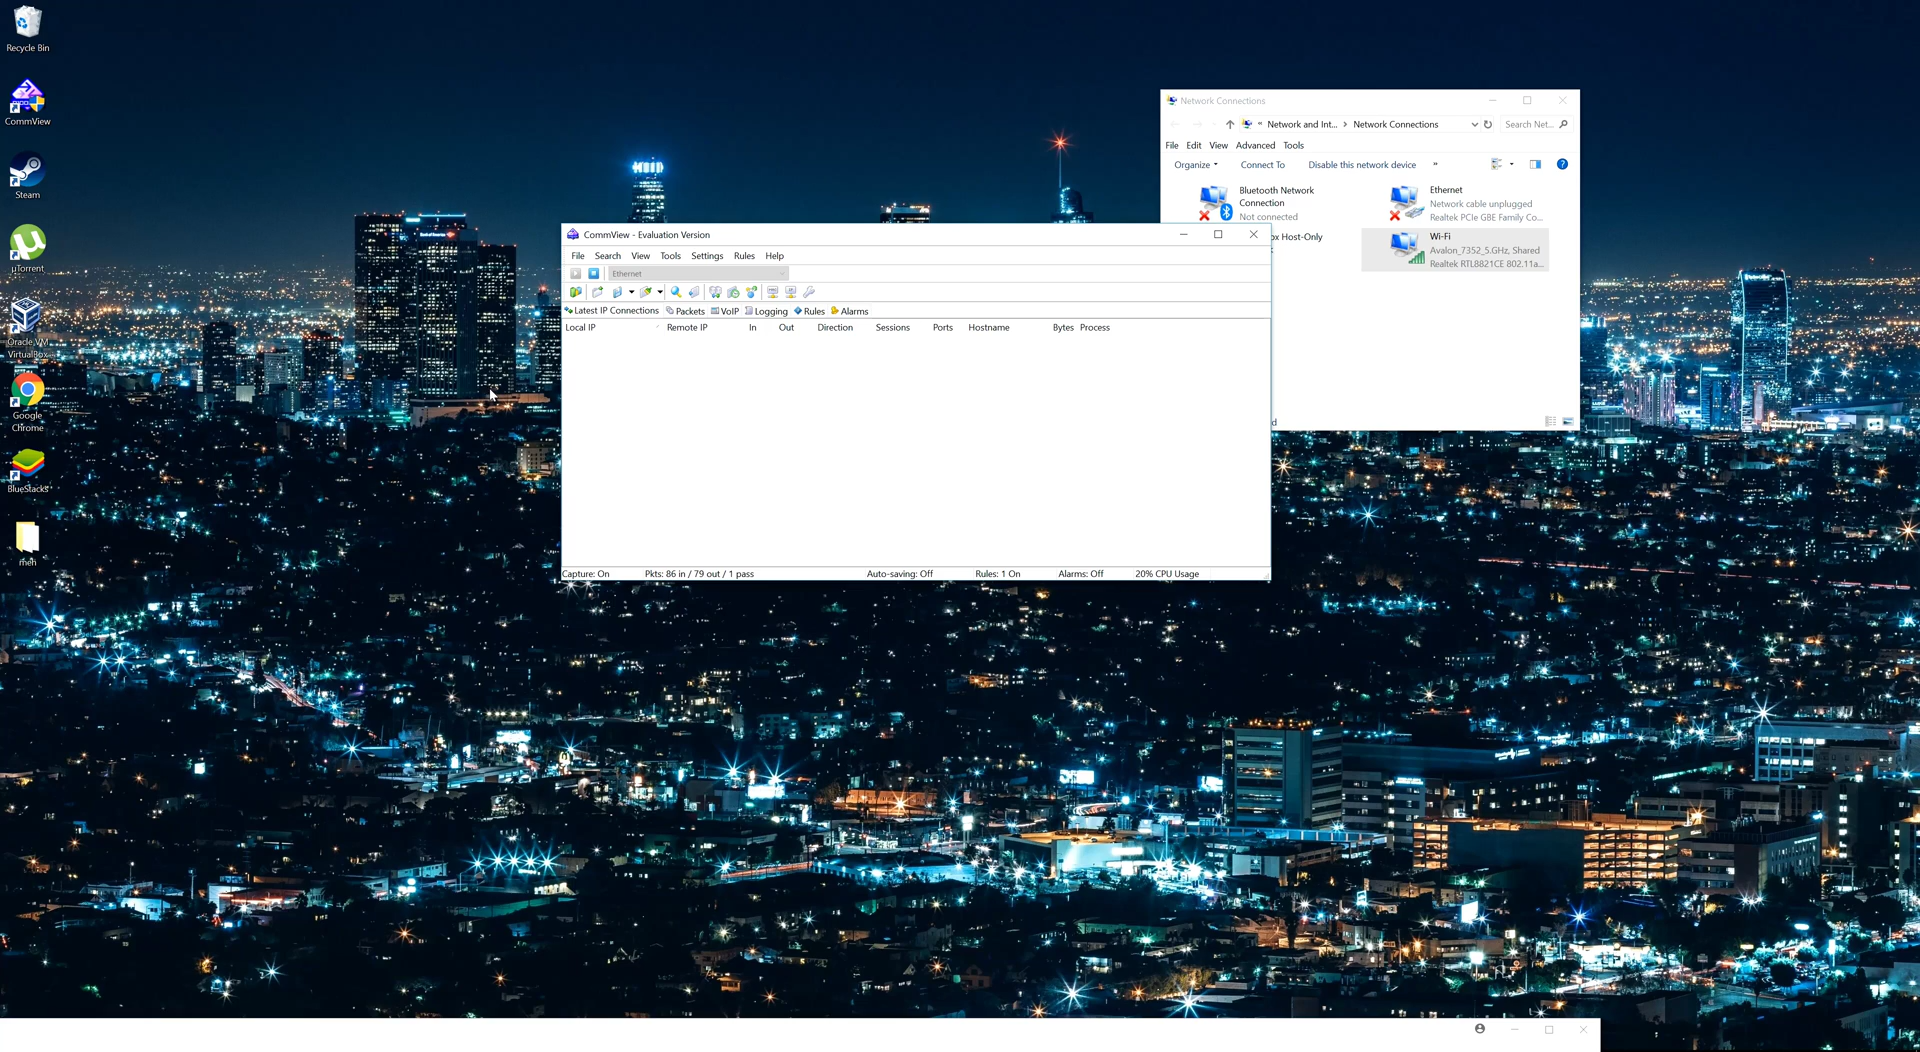 Recycle Bin
CommView
Steam
µTorrent
Oracle VM
VirtualBox
Google
Chrome
BlueStacks
meh
Network Connections
« Network and Int... > Network Connections
Search Net...
File Edit View Advanced Tools
Organize Connect To Disable this network device »
Bluetooth Network
Connection
Not connected
Ethernet
Network cable unplugged
Realtek PCIe GBE Family Co...
ox Host-Only
k
Wi-Fi
Avalon_7352_5.GHz, Shared
Realtek RTL8821CE 802.11a...
d
CommView - Evaluation Version
File Search View Tools Settings Rules Help
Ethernet
Latest IP Connections Packets VoIP Logging Rules Alarms
Local IP Remote IP In Out Direction Sessions Ports Hostname Bytes Process
Capture: On Pkts: 86 in / 79 out / 1 pass Auto-saving: Off Rules: 1 On Alarms: Off 20% CPU Usage